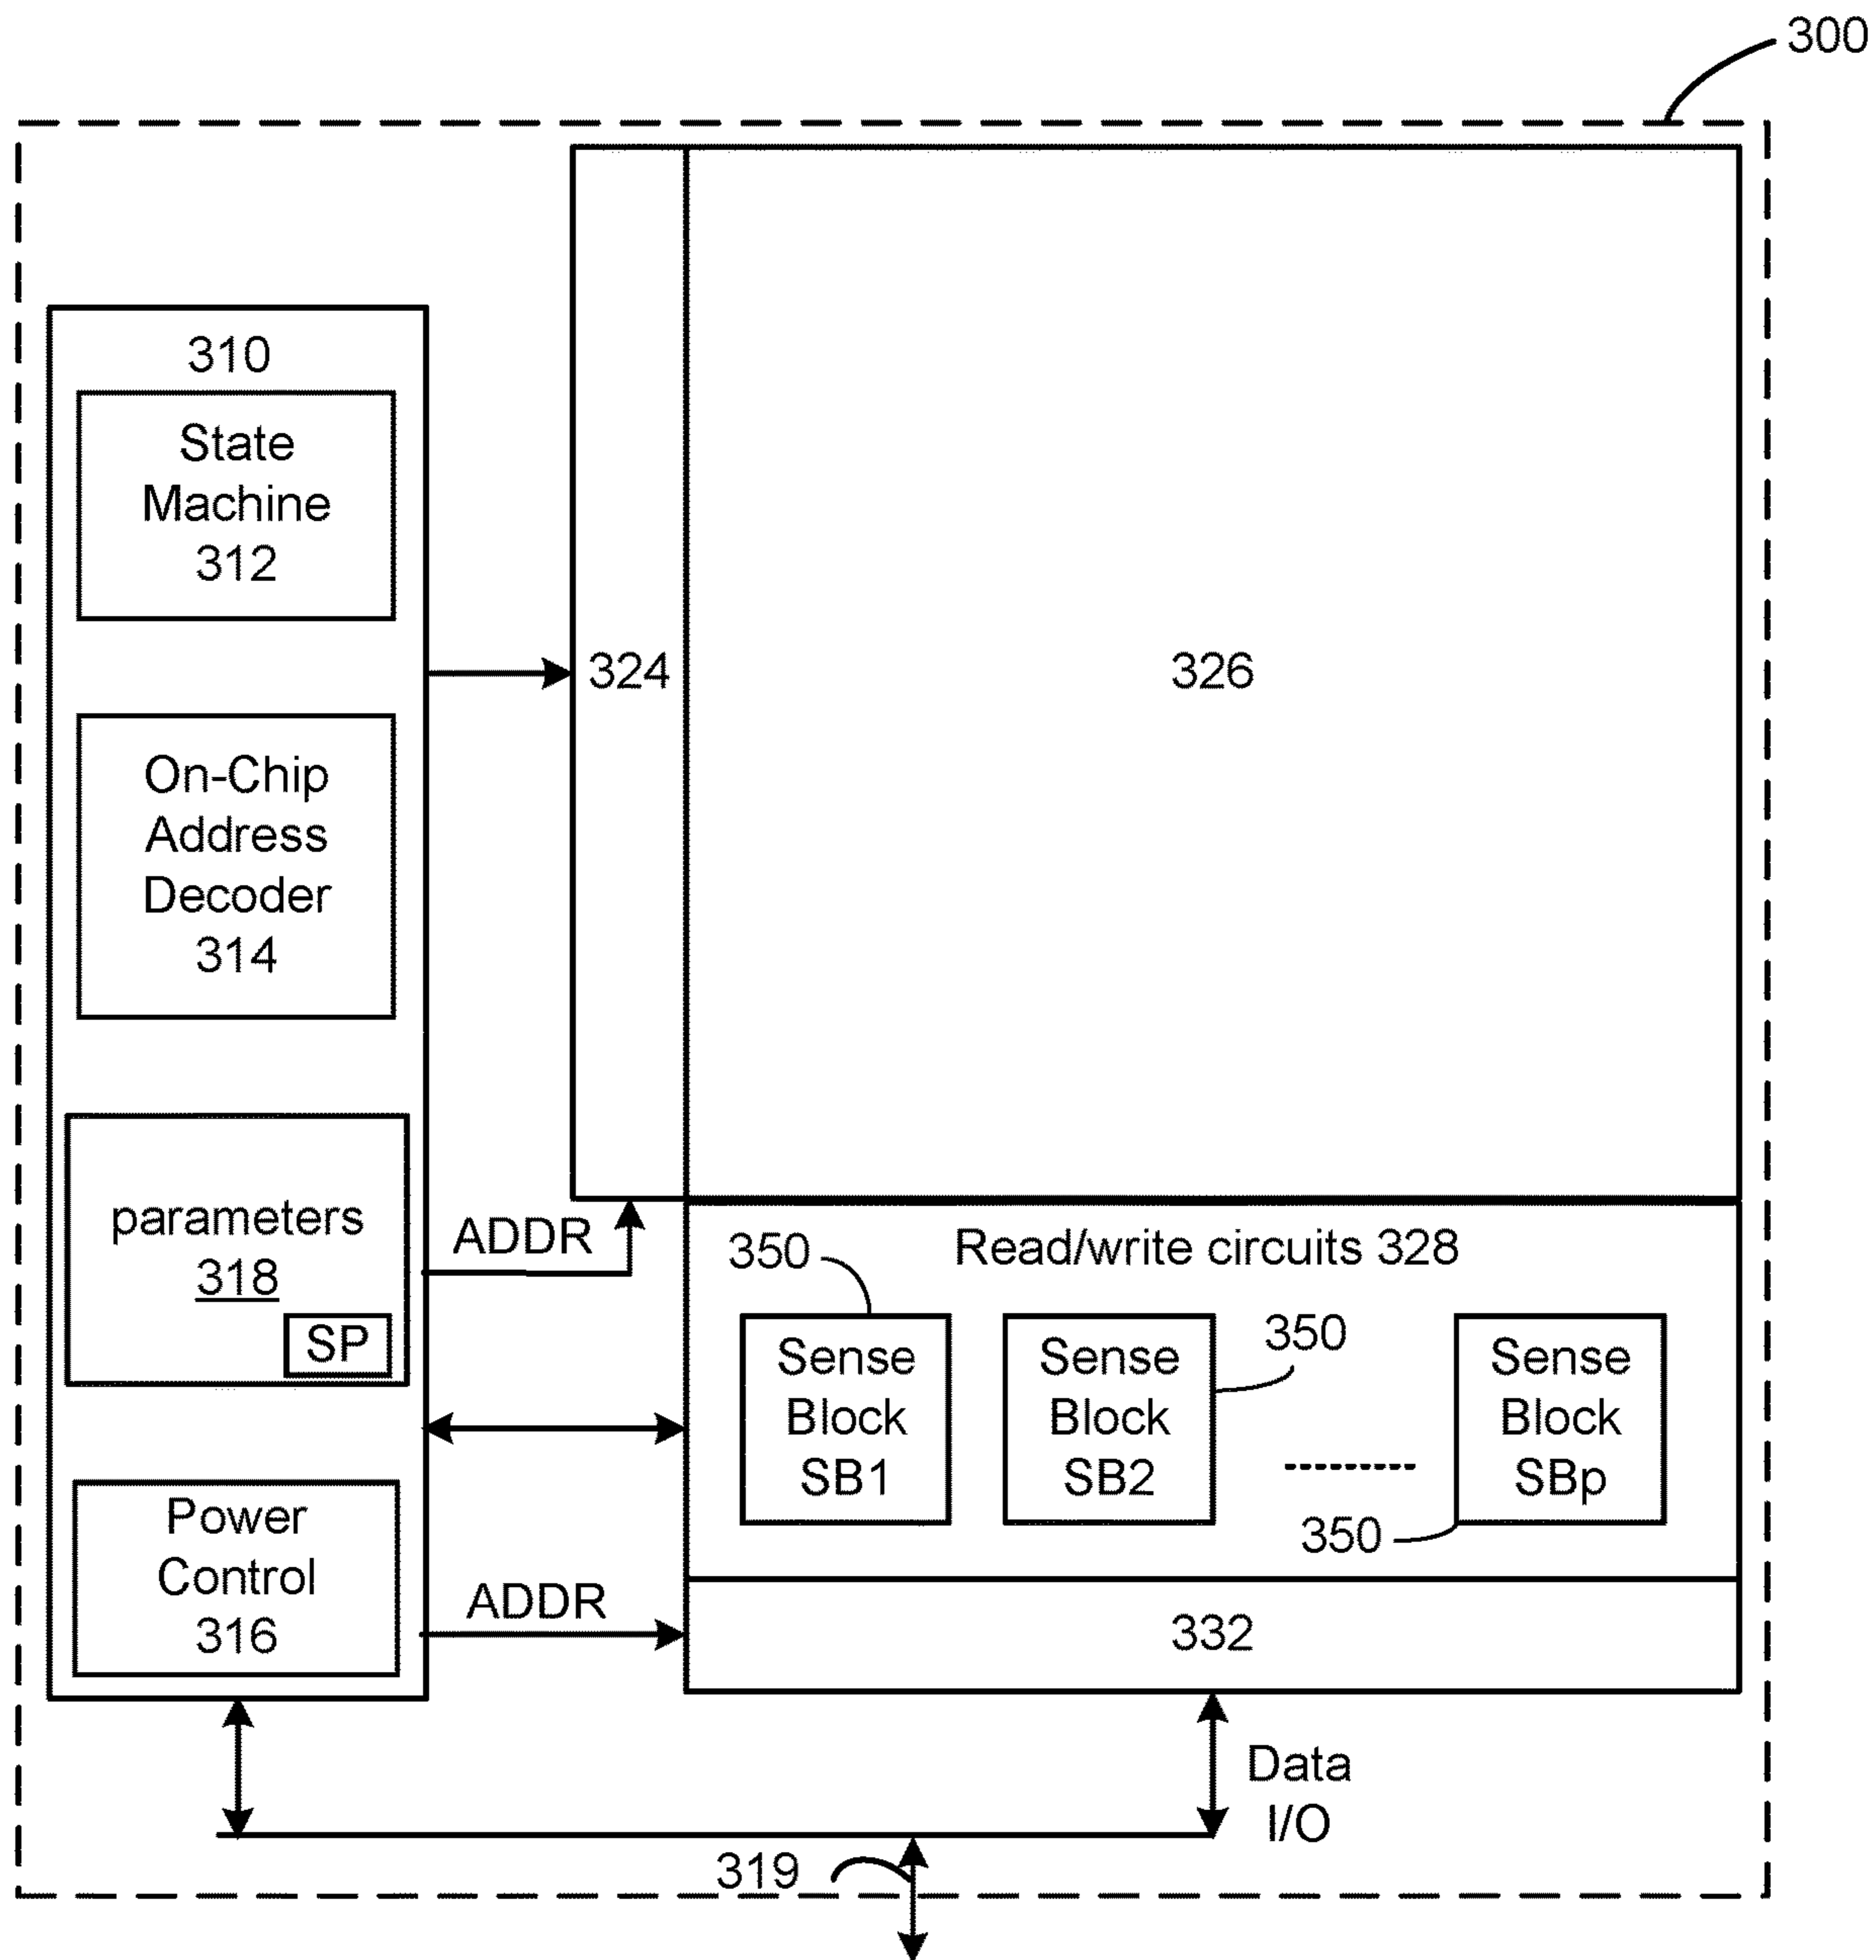 300
310
State
Machine
312
324
326
On-Chip
Address
Decoder
314
parameters
318
SP
ADDR
350
Read/write circuits 328
Sense
Block
SB1
Sense
Block
SB2
350
Sense
Block
SBp
350
Power
Control
316
ADDR
332
Data
I/O
319